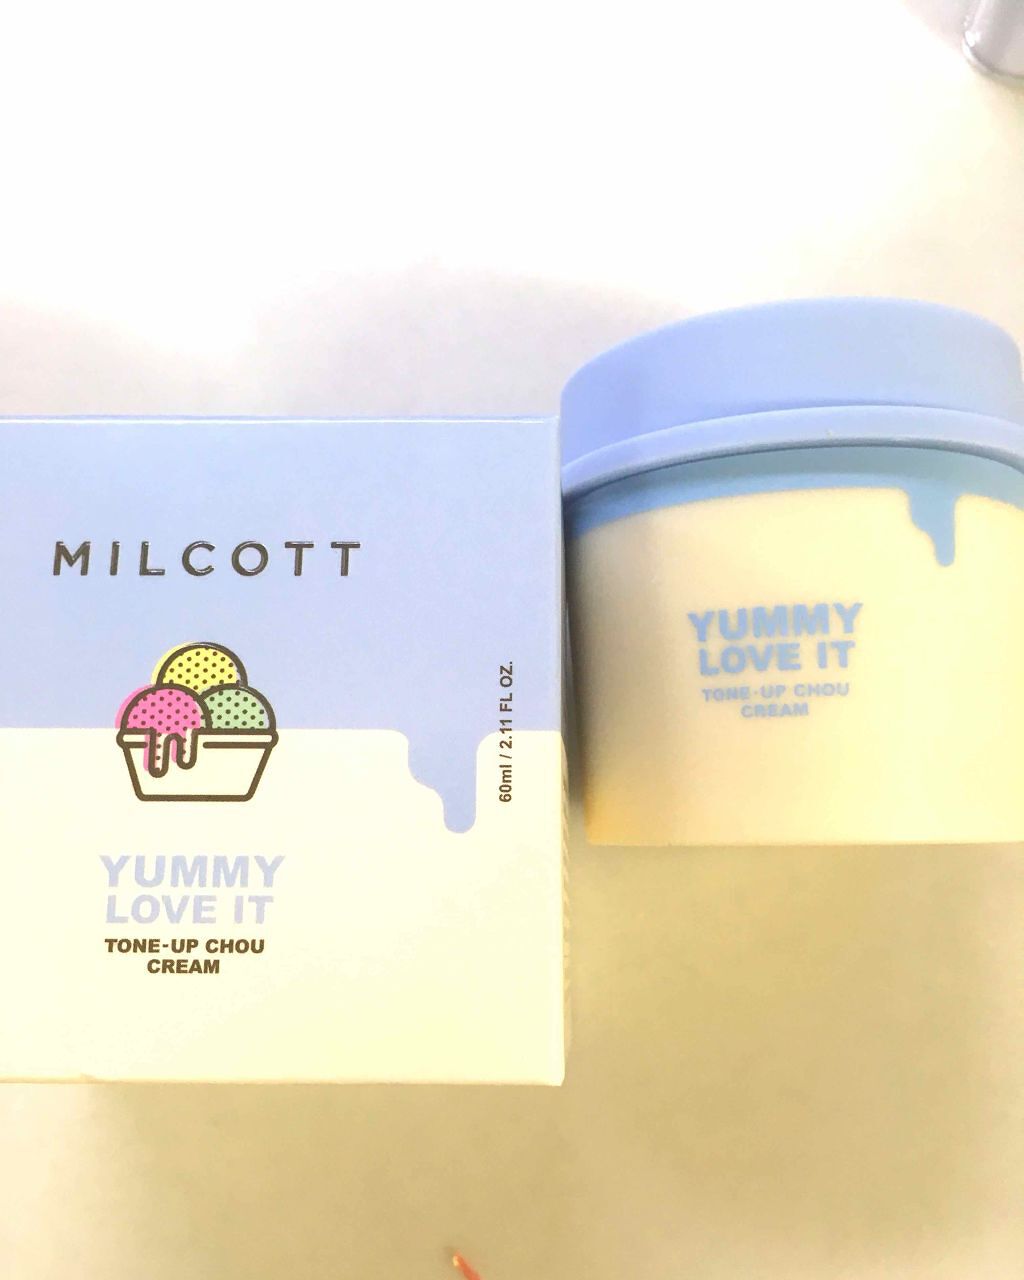 MILCOTT
60ml / 2.11 FL OZ.
YUMMY
LOVE IT
TONE-UP CHOU
CREAM
YUMMY
LOVE IT
TONE-UP CHOU
CREAM